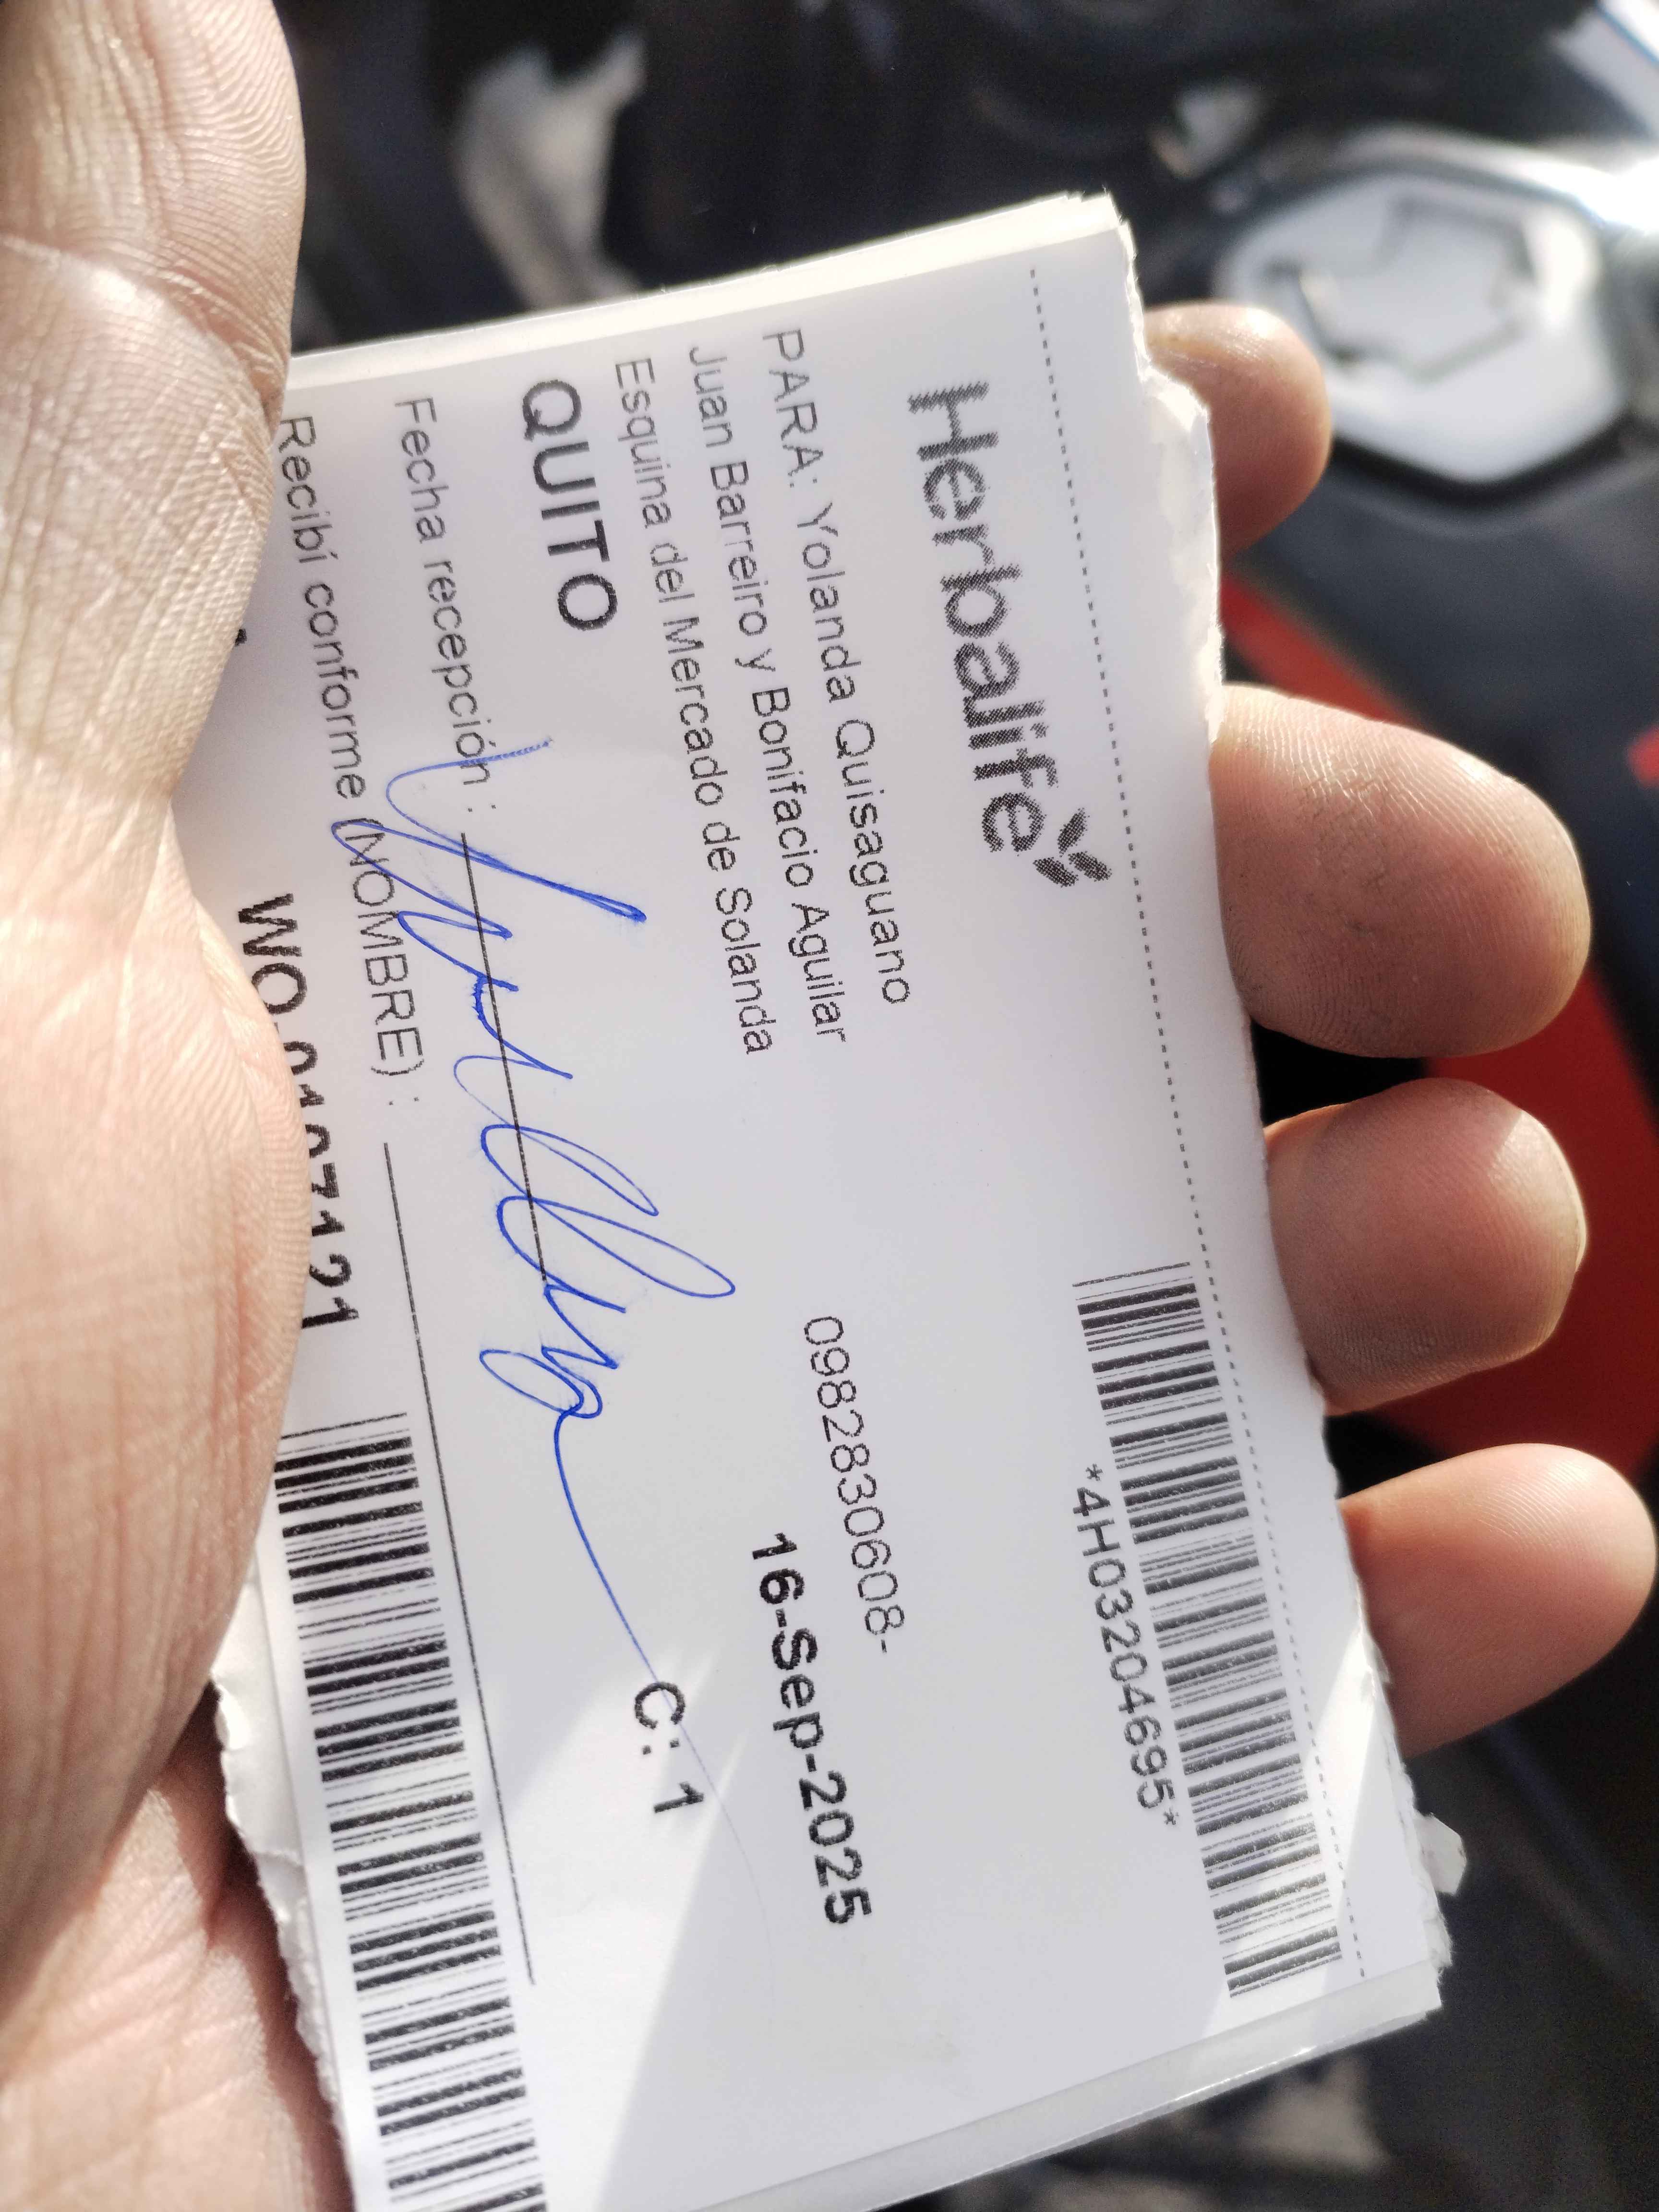 Herbalife
*4H03204695*
PARA: Yolanda Quisaguano
0982830608-
Juan Barreiro y Bonifacio Aguilar
Esquina del Mercado de Solanda
16-Sep-2025
QUITO
C: 1
Fecha recepción :
Recibí conforme (NOMBRE) :